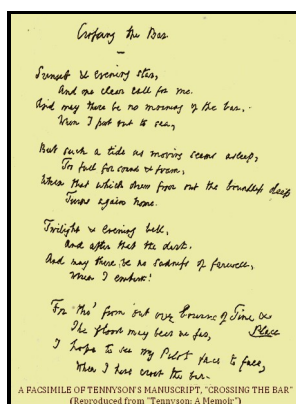 Crossing the Bar
Sunset & evening star,
And one clear call for me.
And may there be no moaning of the bar,
When I put out to sea,
But such a tide as moving seems asleep,
Too full for sound & foam,
When that which drew from out the boundless deep
Turns again home.
Twilight & evening bell,
And after that the dark.
And may there be no sadness of farewell,
When I embark!
For tho' from out our bourne of Time &
Place
The flood may bear me far,
I hope to see my Pilot face to face,
When I have crost the bar.
A FACSIMILE OF TENNYSON'S MANUSCRIPT, "CROSSING THE BAR"
(Reproduced from "Tennyson: A Memoir")